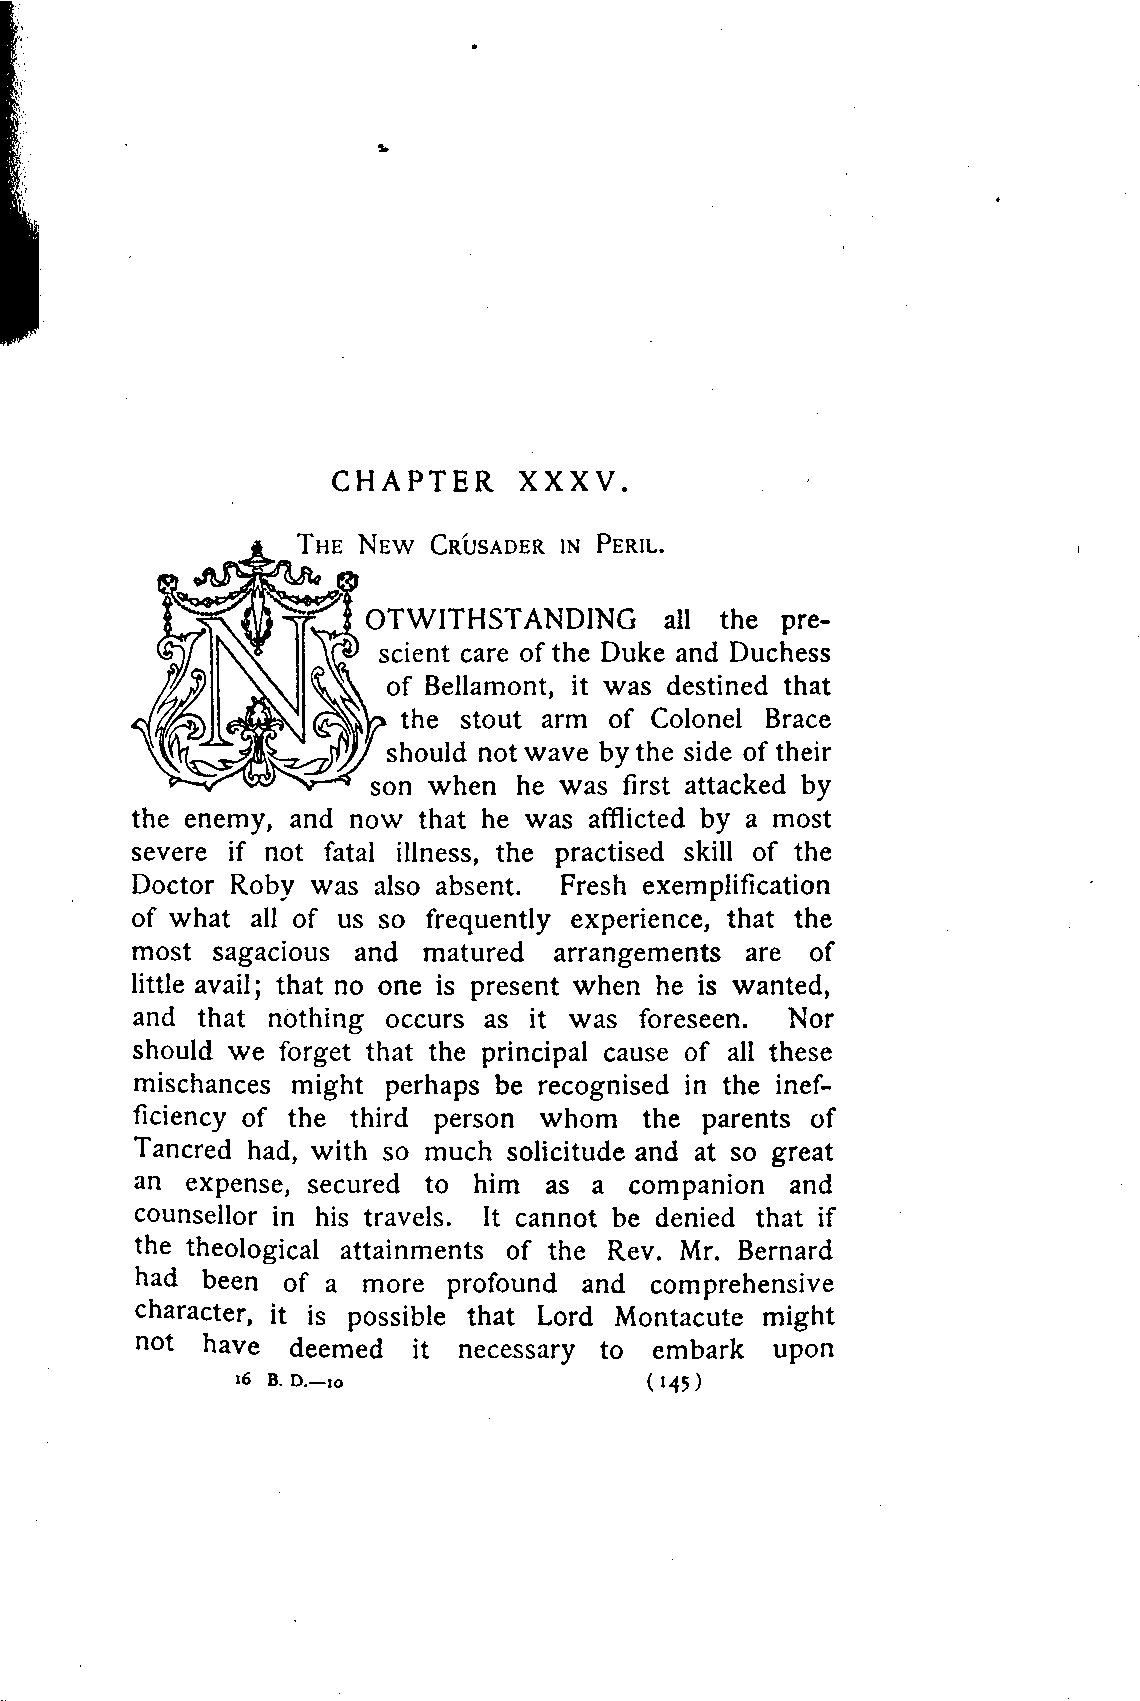 CHAPTER XXXV.
THE NEW CRUSADER IN PERIL.
NOTWITHSTANDING all the pre-
scient care of the Duke and Duchess
of Bellamont, it was destined that
the stout arm of Colonel Brace
should not wave by the side of their
son when he was first attacked by
the enemy, and now that he was afflicted by a most
severe if not fatal illness, the practised skill of the
Doctor Roby was also absent. Fresh exemplification
of what all of us so frequently experience, that the
most sagacious and matured arrangements are of
little avail; that no one is present when he is wanted,
and that nothing occurs as it was foreseen. Nor
should we forget that the principal cause of all these
mischances might perhaps be recognised in the inef-
ficiency of the third person whom the parents of
Tancred had, with so much solicitude and at so great
an expense, secured to him as a companion and
counsellor in his travels. It cannot be denied that if
the theological attainments of the Rev. Mr. Bernard
had been of a more profound and comprehensive
character, it is possible that Lord Montacute might
not have deemed it necessary to embark upon
16 B. D.—10 (145)